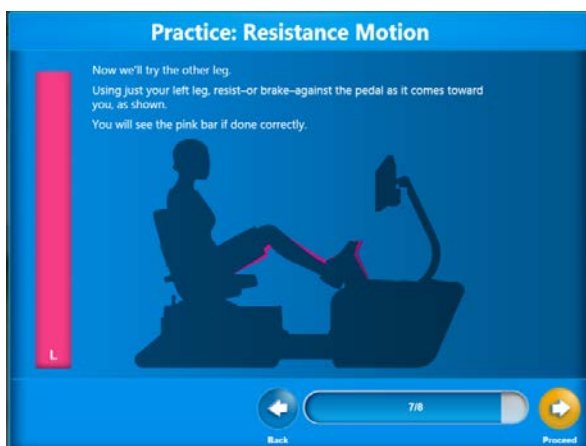 Practice: Resistance Motion
Now we'll try the other leg.
Using just your left leg, resist–or brake–against the pedal as it comes toward
you, as shown.
You will see the pink bar if done correctly.
L
7/8
Back
Proceed